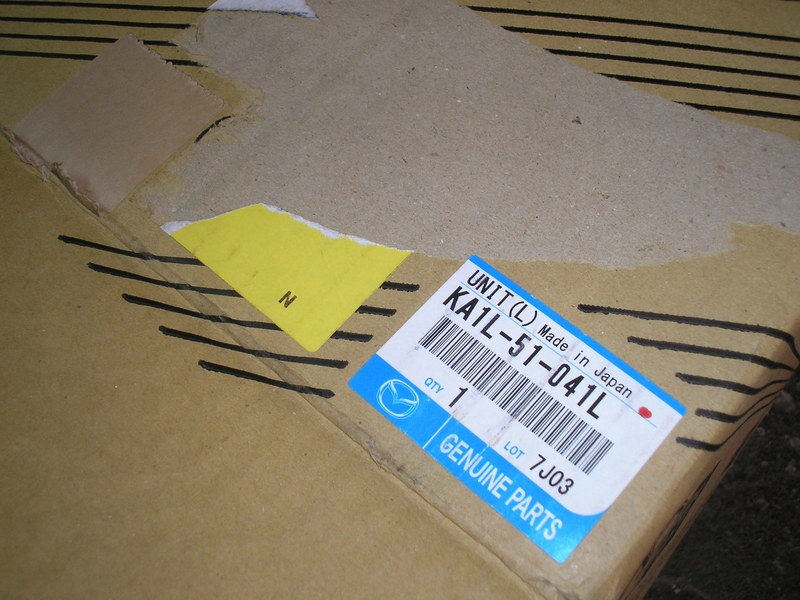 N
UNIT(L) Made in Japan
KA1L-51-041L
QTY 1
LOT 7J03
GENUINE PARTS